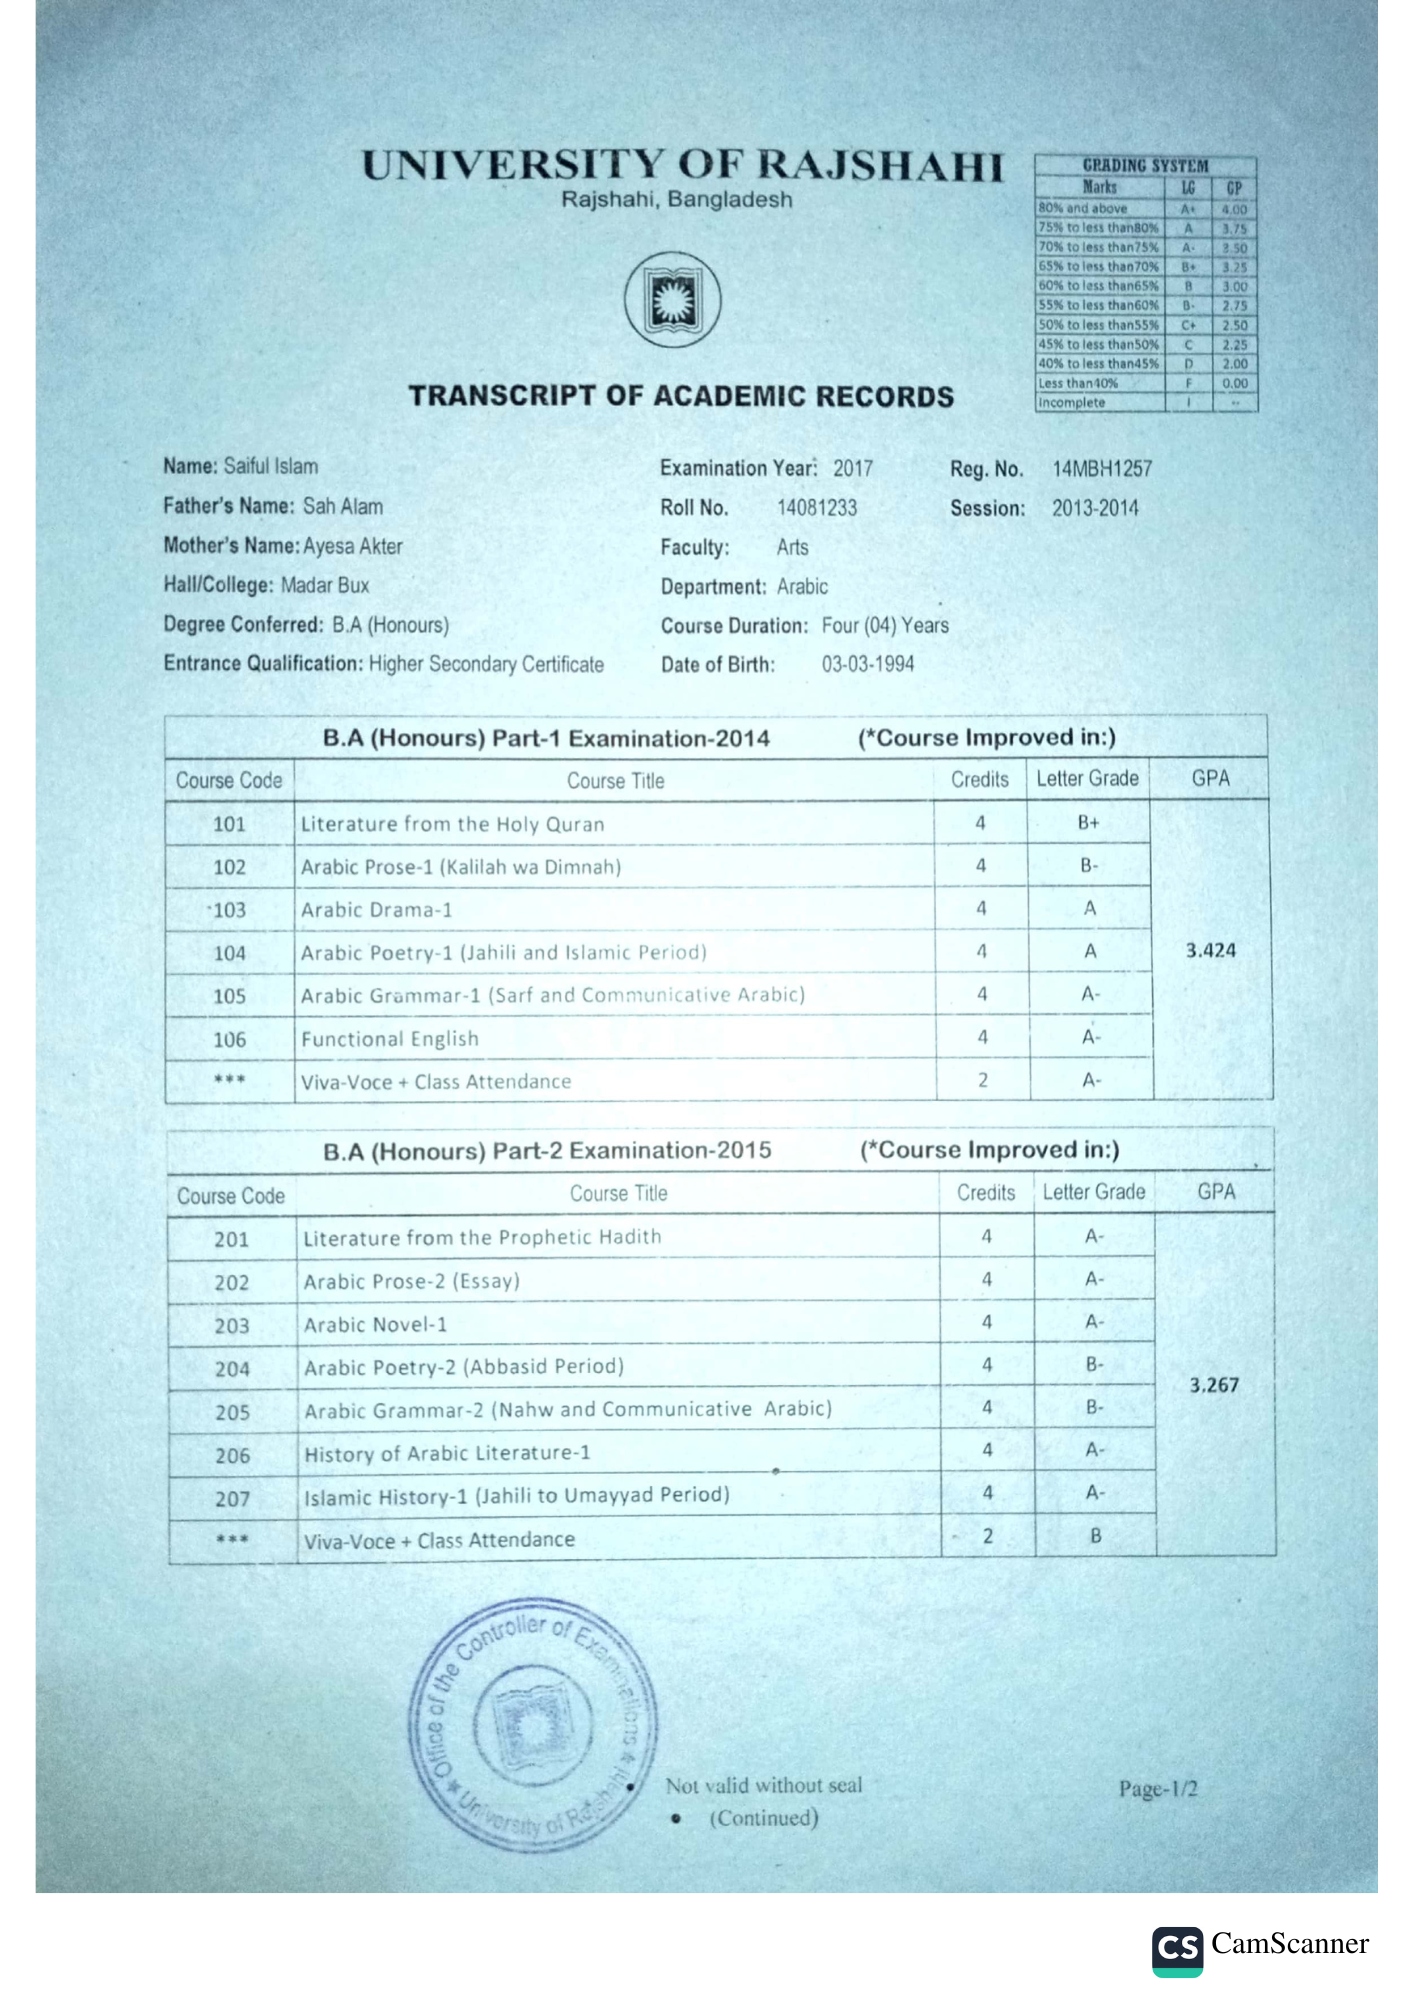 UNIVERSITY OF RAJSHAHI
Rajshahi, Bangladesh
GRADING SYSTEM
Marks LG GP
80% and above A+ 4.00
75% to less than80% A 3.75
70% to less than75% A- 3.50
65% to less than70% B+ 3.25
60% to less than65% B 3.00
55% to less than60% B- 2.75
50% to less than55% C+ 2.50
45% to less than50% C 2.25
40% to less than45% D 2.00
Less than40% F 0.00
Incomplete I --
TRANSCRIPT OF ACADEMIC RECORDS
Name: Saiful Islam Examination Year: 2017 Reg. No. 14MBH1257
Father's Name: Sah Alam Roll No. 14081233 Session: 2013-2014
Mother's Name: Ayesa Akter Faculty: Arts
Hall/College: Madar Bux Department: Arabic
Degree Conferred: B.A (Honours) Course Duration: Four (04) Years
Entrance Qualification: Higher Secondary Certificate Date of Birth: 03-03-1994
B.A (Honours) Part-1 Examination-2014 (*Course Improved in:)
Course Code Course Title Credits Letter Grade GPA
101 Literature from the Holy Quran 4 B+
102 Arabic Prose-1 (Kalilah wa Dimnah) 4 B-
103 Arabic Drama-1 4 A
104 Arabic Poetry-1 (Jahili and Islamic Period) 4 A 3.424
105 Arabic Grammar-1 (Sarf and Communicative Arabic) 4 A-
106 Functional English 4 A-
*** Viva-Voce + Class Attendance 2 A-
B.A (Honours) Part-2 Examination-2015 (*Course Improved in:)
Course Code Course Title Credits Letter Grade GPA
201 Literature from the Prophetic Hadith 4 A-
202 Arabic Prose-2 (Essay) 4 A-
203 Arabic Novel-1 4 A-
204 Arabic Poetry-2 (Abbasid Period) 4 B-
3.267
205 Arabic Grammar-2 (Nahw and Communicative Arabic) 4 B-
206 History of Arabic Literature-1 4 A-
207 Islamic History-1 (Jahili to Umayyad Period) 4 A-
*** Viva-Voce + Class Attendance 2 B
Office of the Controller of Examinations
University of Rajshahi
• Not valid without seal
• (Continued)
Page-1/2
CS CamScanner